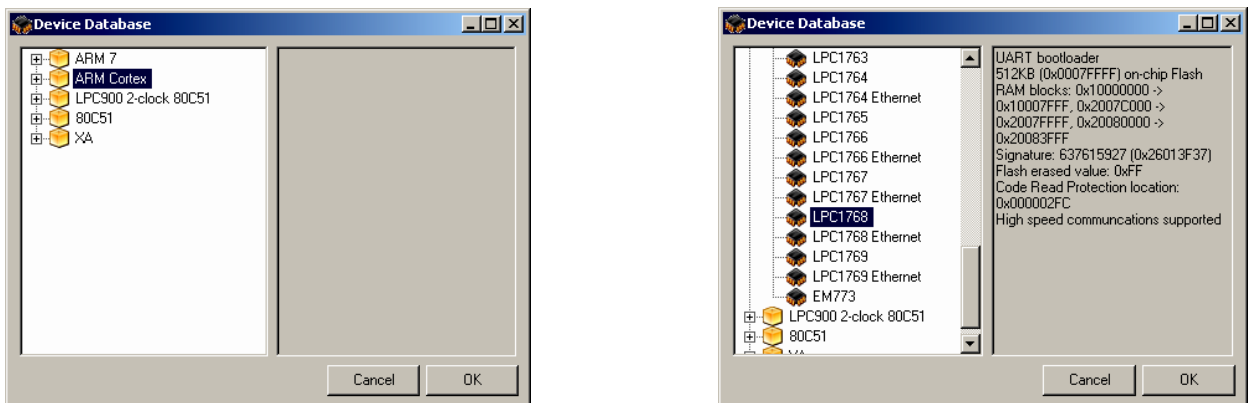 Device Database
ARM 7
ARM Cortex
LPC900 2-clock 80C51
80C51
XA
Cancel
OK
Device Database
LPC1763
LPC1764
LPC1764 Ethernet
LPC1765
LPC1766
LPC1766 Ethernet
LPC1767
LPC1767 Ethernet
LPC1768
LPC1768 Ethernet
LPC1769
LPC1769 Ethernet
EM773
LPC900 2-clock 80C51
80C51
UART bootloader
512KB (0x0007FFFF) on-chip Flash
RAM blocks: 0x10000000 ->
0x10007FFF, 0x2007C000 ->
0x2007FFFF, 0x20080000 ->
0x20083FFF
Signature: 637615927 (0x26013F37)
Flash erased value: 0xFF
Code Read Protection location:
0x000002FC
High speed communcations supported
Cancel
OK